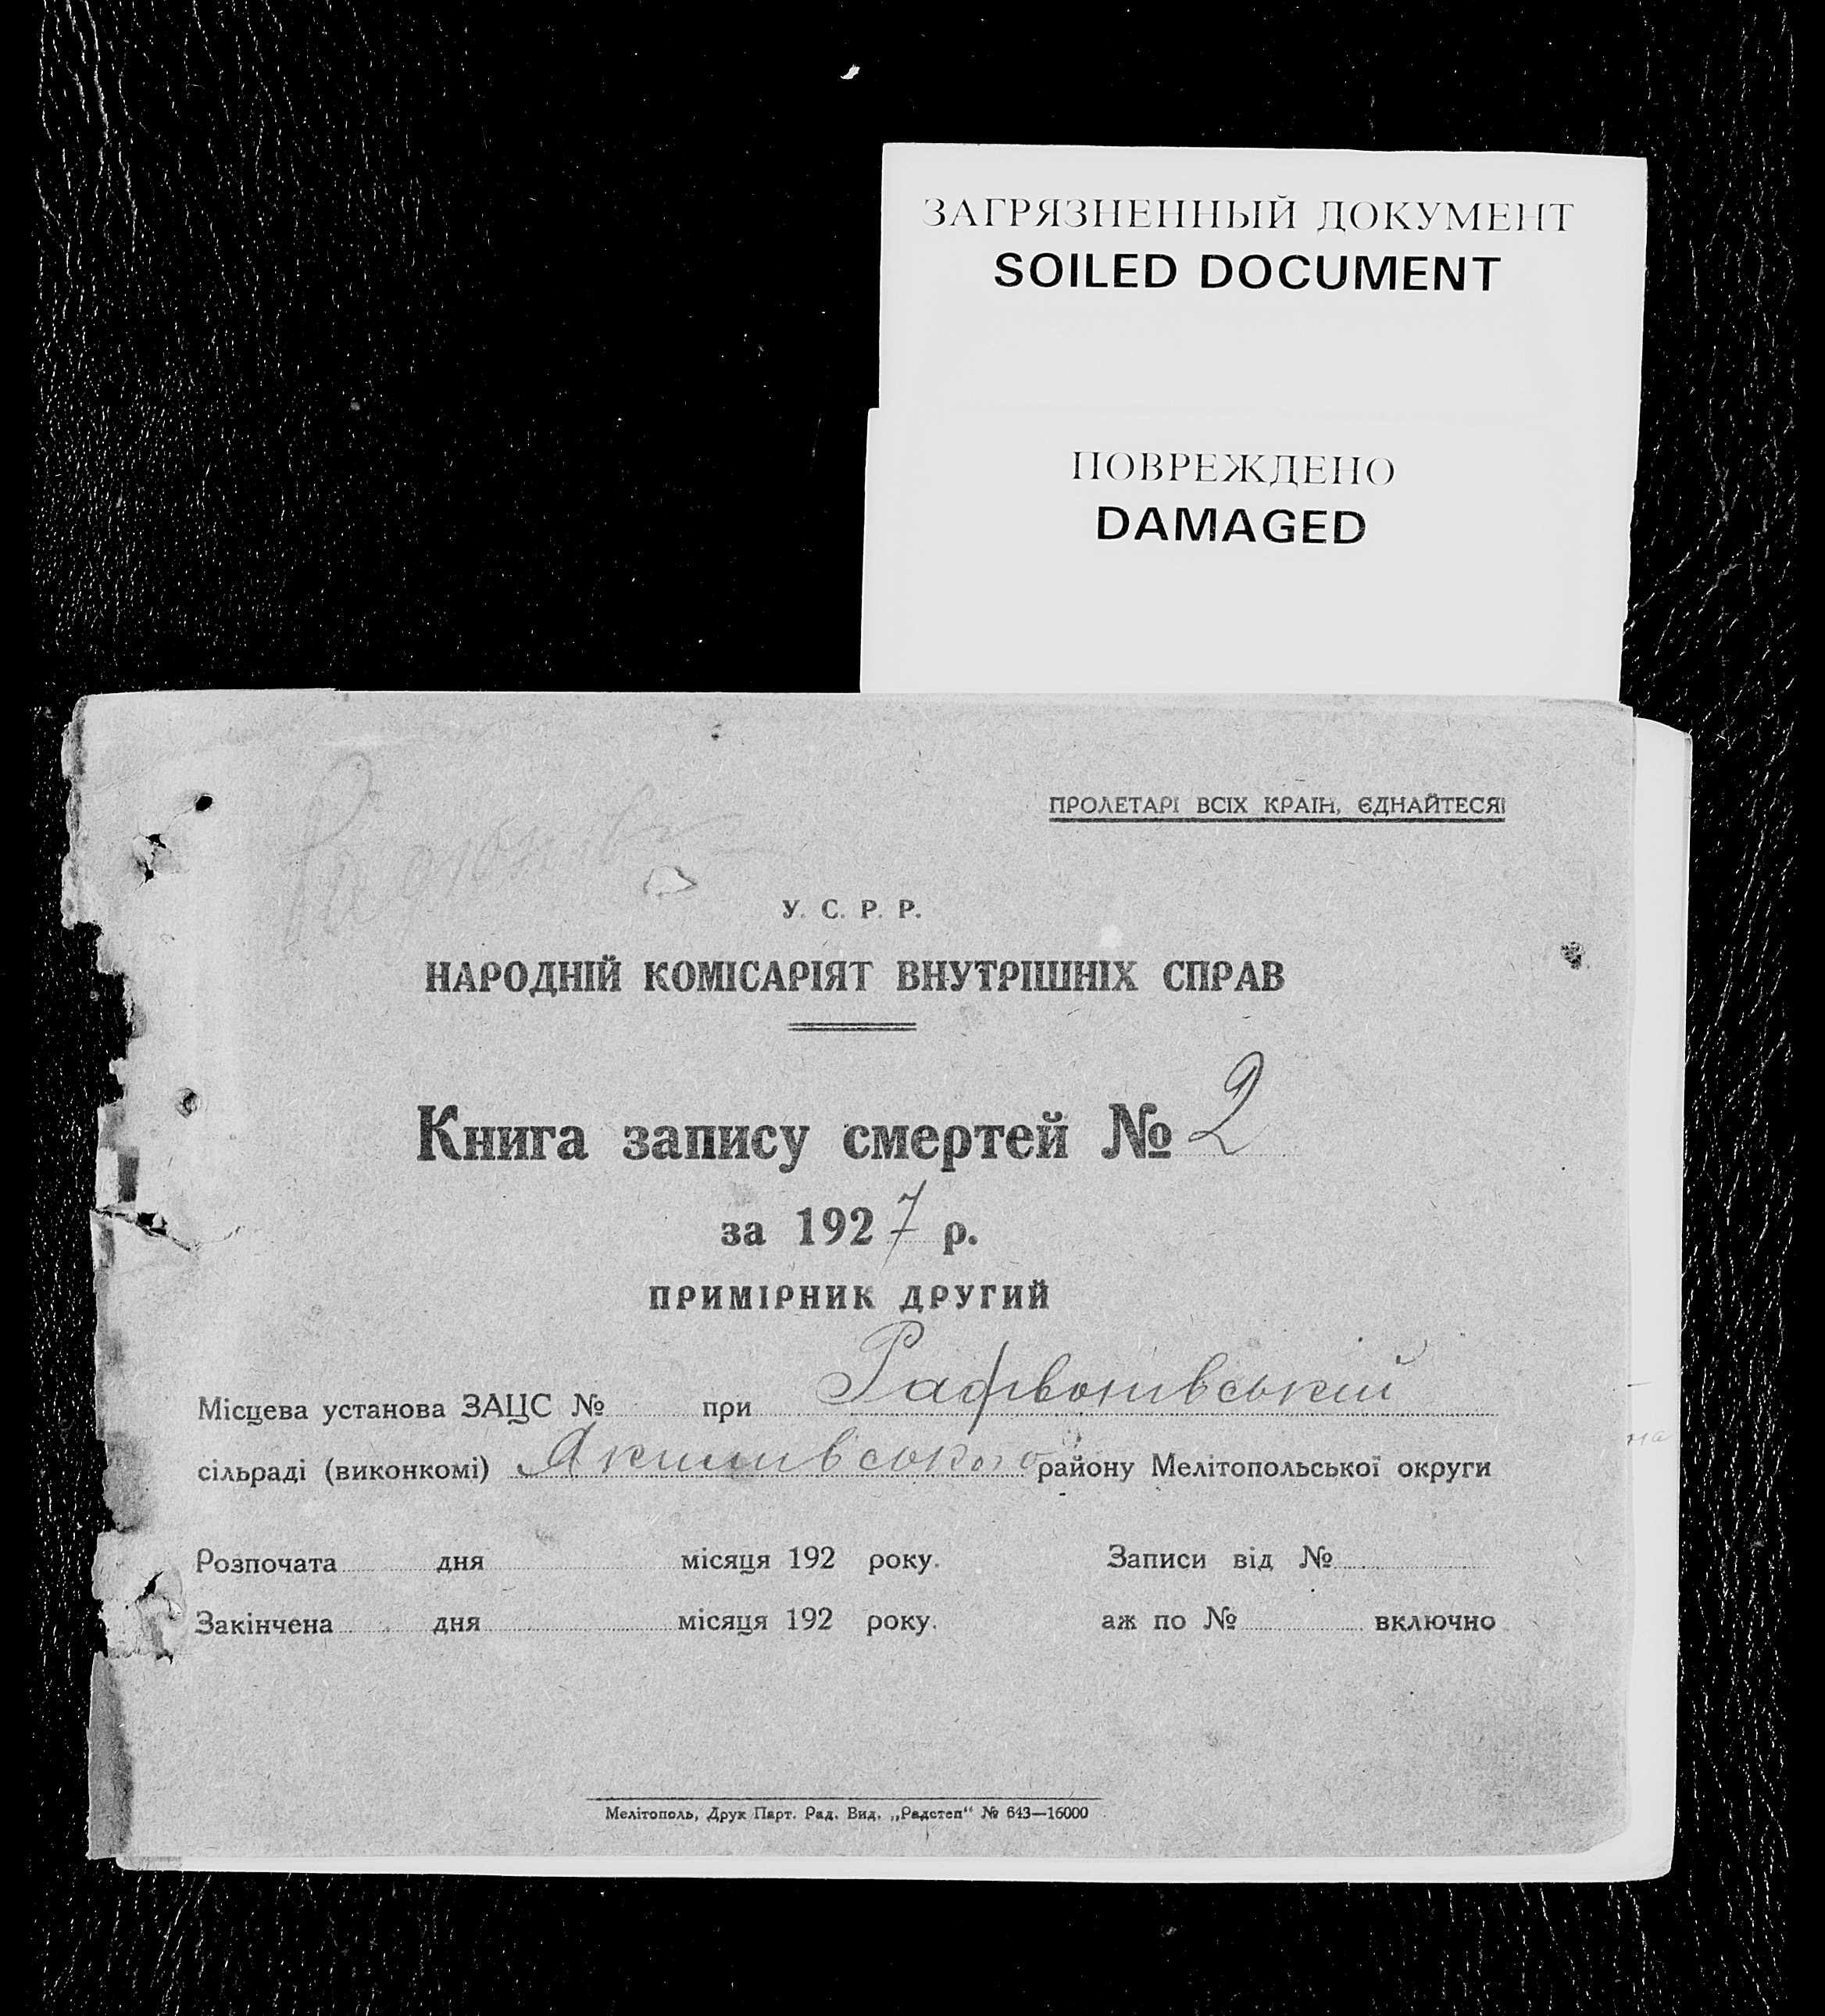 ЗАГРЯЗНЕННЫЙ ДОКУМЕНТ
SOILED DOCUMENT
ПОВРЕЖДЕНО
DAMAGED
ПРОЛЕТАРІ ВСІХ КРАІН, ЄДНАЙТЕСЯ!
У. С. Р. Р.
НАРОДНІЙ КОМІСАРІЯТ ВНУТРІШНІХ СПРАВ
Книга запису смертей № 2
за 1927 р.
ПРИМІРНИК ДРУГИЙ
Місцева установа ЗАЦС № при Рафвонівський
сільраді (виконкомі) Якимивського району Мелітопольської округи
Розпочата дня місяця 192 року. Записи від №
Закінчена дня місяця 192 року. аж по № включно
Мелітополь, Друк Парт. Рад. Вид. „Радстеп“ № 643—16000